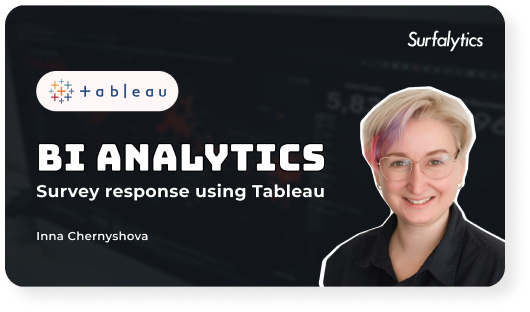 Surfalytics
+ableau
BI ANALYTICS
Survey response using Tableau
Inna Chernyshova